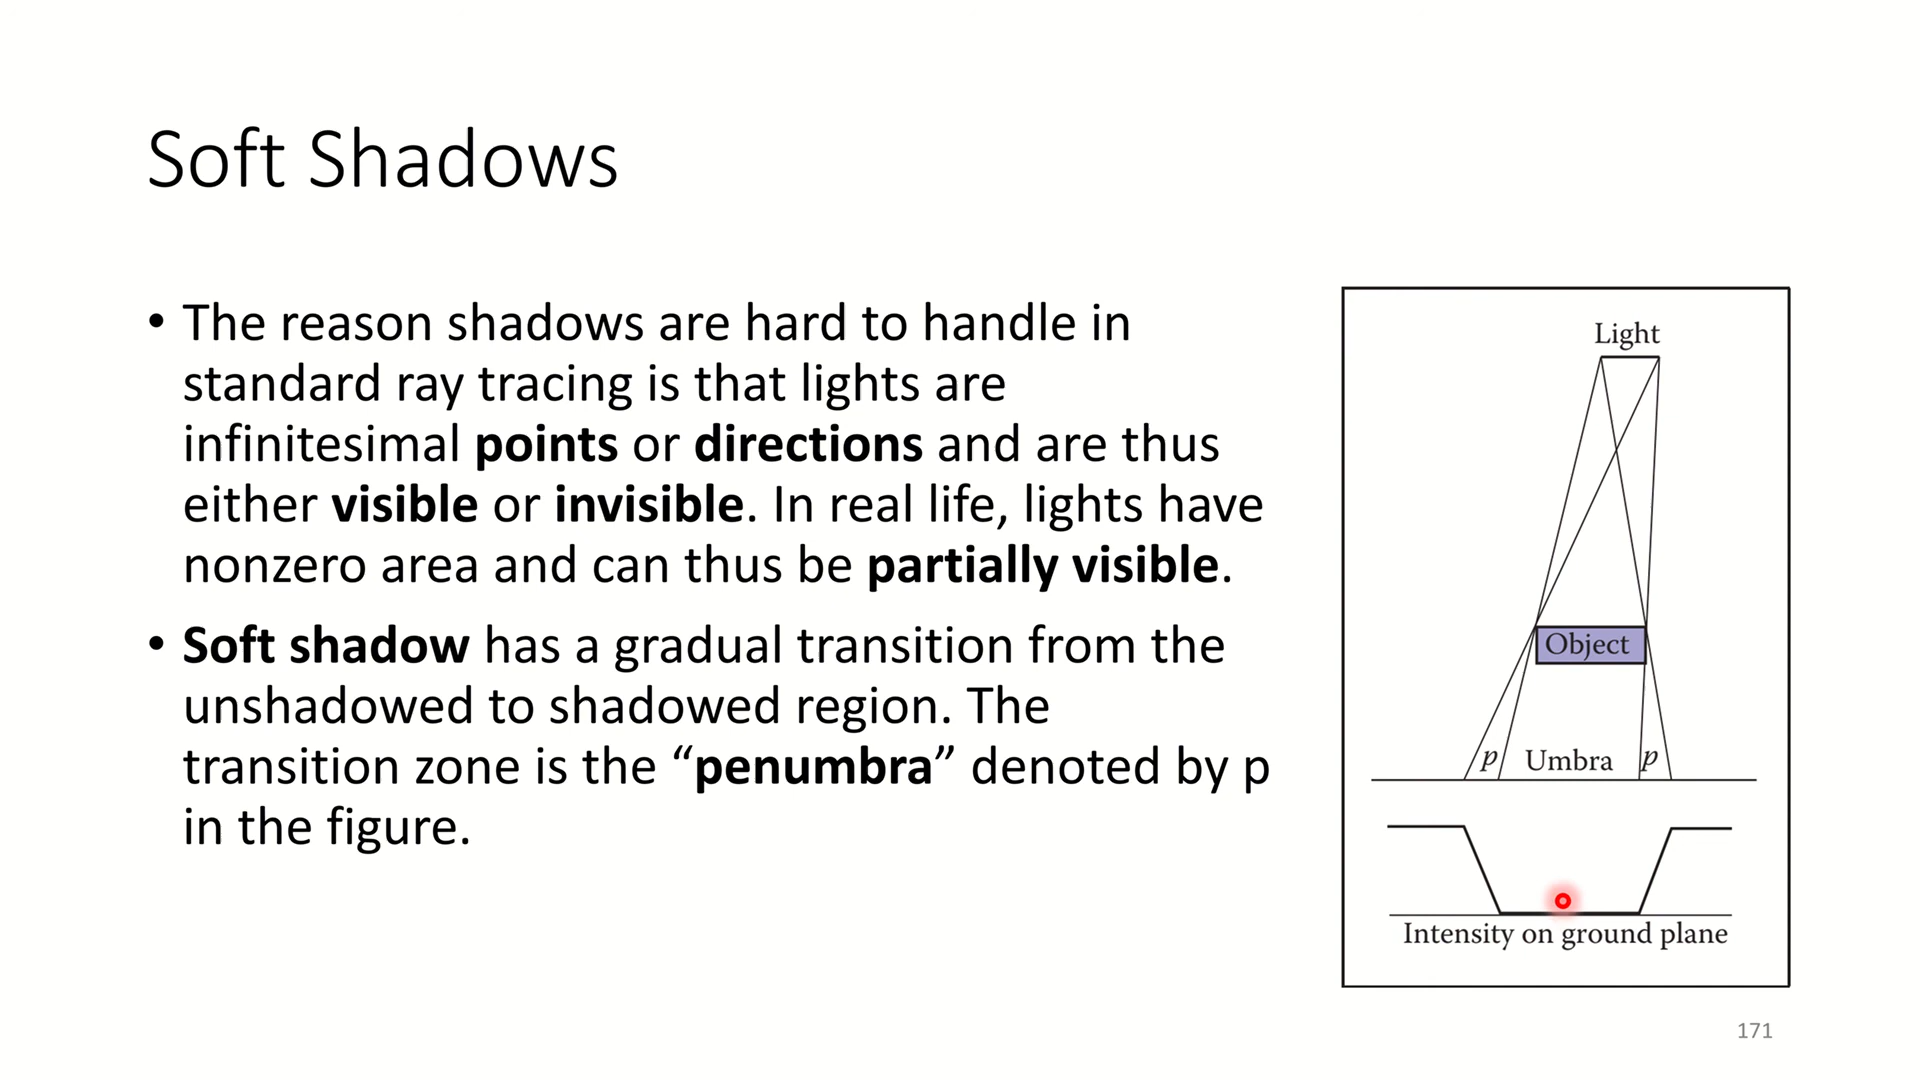 Soft Shadows
• The reason shadows are hard to handle in
standard ray tracing is that lights are
infinitesimal points or directions and are thus
either visible or invisible. In real life, lights have
nonzero area and can thus be partially visible.
• Soft shadow has a gradual transition from the
unshadowed to shadowed region. The
transition zone is the “penumbra” denoted by p
in the figure.
Light
Object
p Umbra p
Intensity on ground plane
171